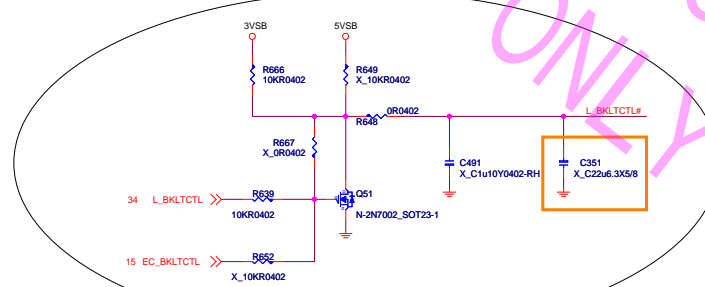 3VSB 5VSB
R666
10KR0402
R649
X_10KR0402
0R0402
R648
L_BKLTCTL#
R667
X_0R0402
C491
X_C1u10Y0402-RH
C351
X_C22u6.3X5/8
34 L_BKLTCTL
R639
10KR0402
Q51
N-2N7002_SOT23-1
15 EC_BKLTCTL
R652
X_10KR0402
ONLY